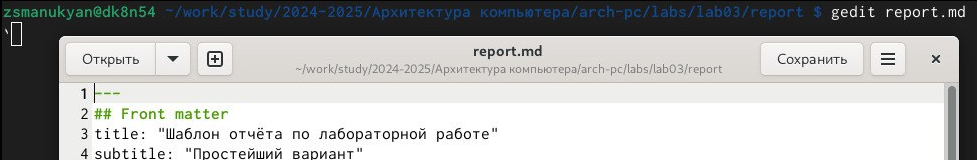 zsmanukyan@dk8n54 ~/work/study/2024-2025/Архитектура компьютера/arch-pc/labs/lab03/report $ gedit report.md
`
Открыть
report.md
~/work/study/2024-2025/Архитектура компьютера/arch-pc/labs/lab03/report
Сохранить
1 ---
2 ## Front matter
3 title: "Шаблон отчёта по лабораторной работе"
4 subtitle: "Простейший вариант"